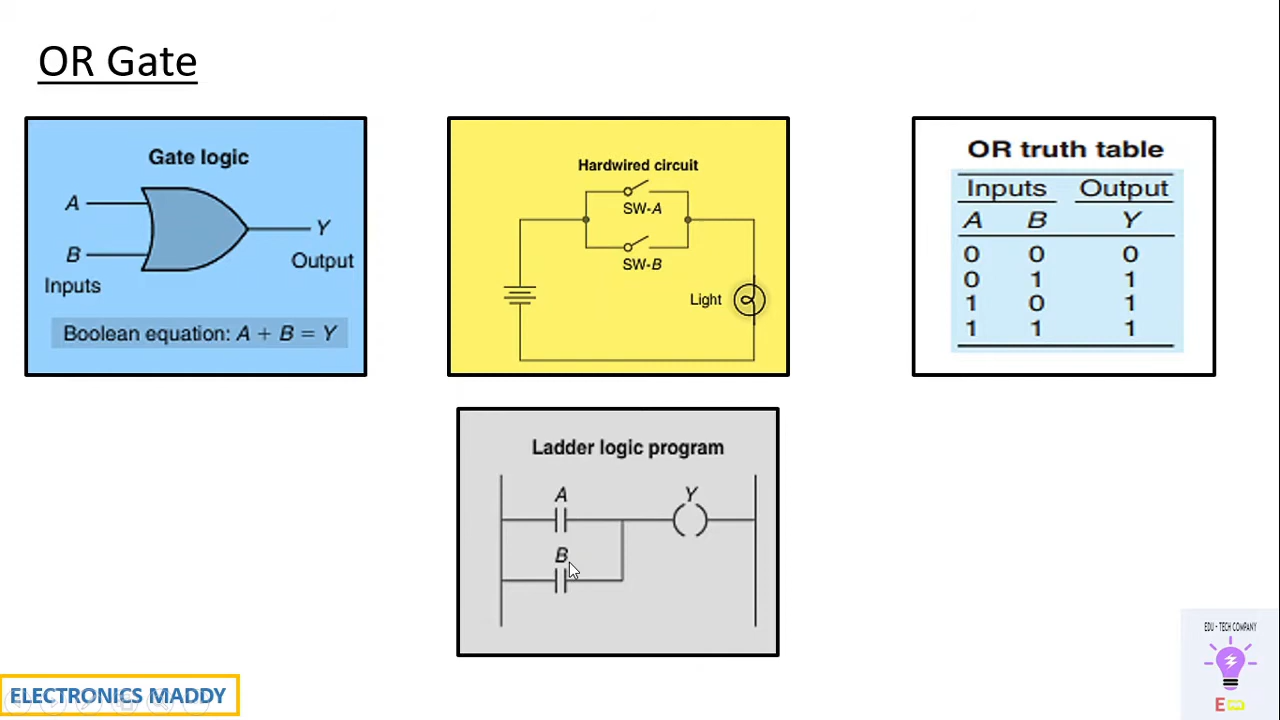 OR Gate
Gate logic
A
B
Y
Output
Inputs
Boolean equation: A + B = Y
Hardwired circuit
SW-A
SW-B
Light
OR truth table
Inputs Output
A B Y
0 0 0
0 1 1
1 0 1
1 1 1
Ladder logic program
A Y
B
ELECTRONICS MADDY
EDU - TECH COMPANY
E